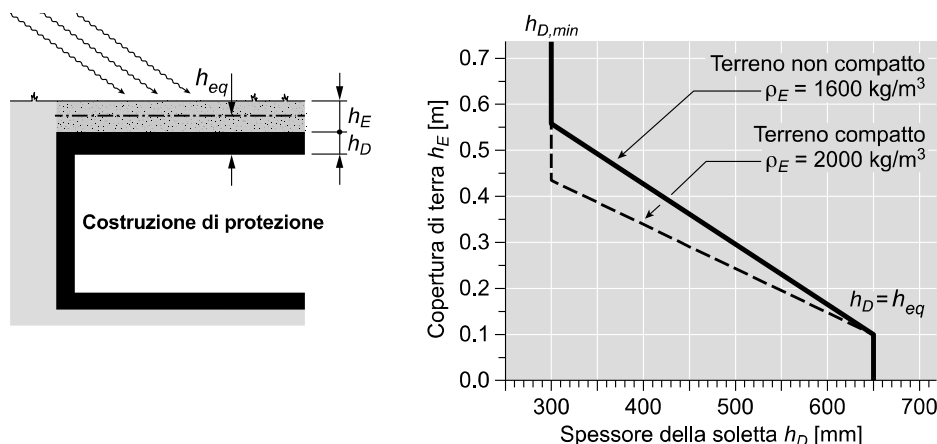 h_eq
h_E
h_D
Costruzione di protezione
h_D,min
0.7
0.6
0.5
0.4
0.3
0.2
0.1
0.0
Copertura di terra h_E [m]
Terreno non compatto
ρ_E = 1600 kg/m³
Terreno compatto
ρ_E = 2000 kg/m³
h_D = h_eq
300 400 500 600 700
Spessore della soletta h_D [mm]